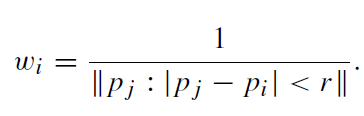 w_i = \frac{1}{\|p_j : |p_j - p_i| < r\|}.